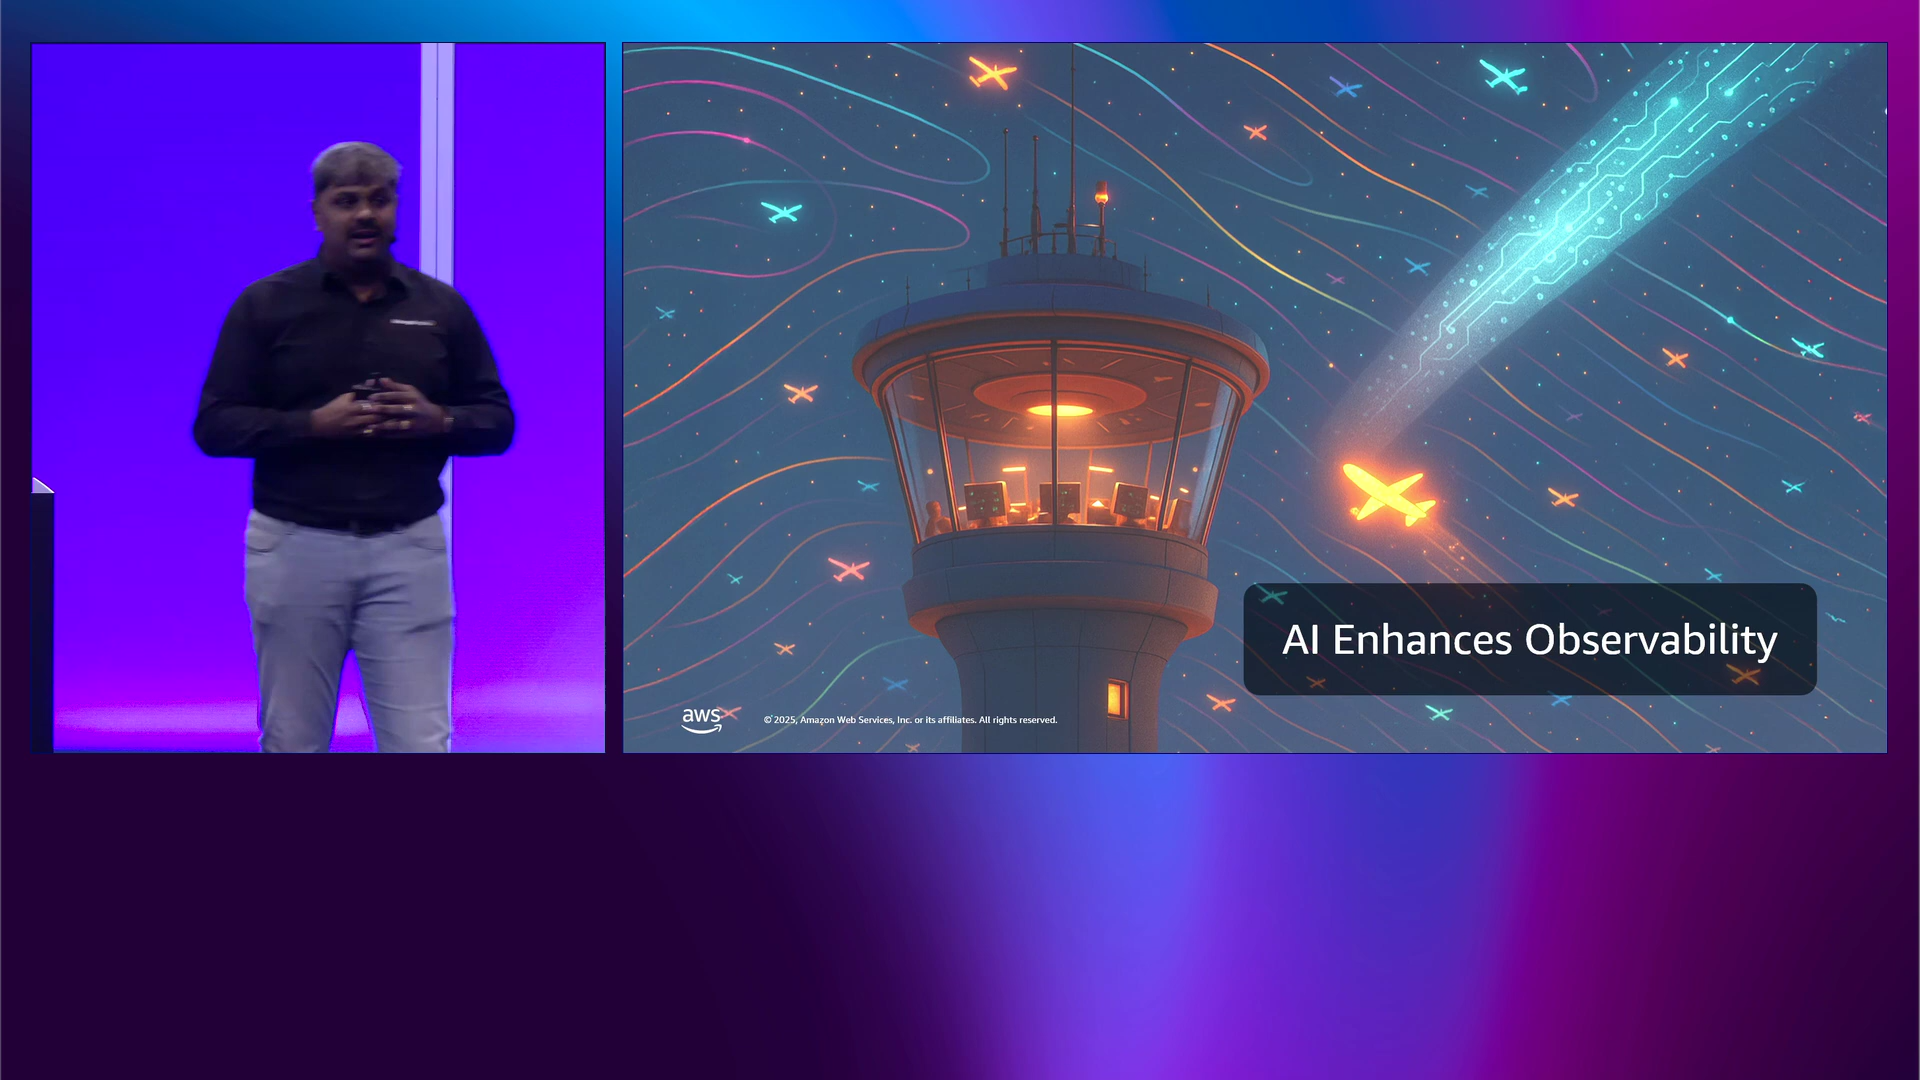 AI Enhances Observability
aws
© 2025, Amazon Web Services, Inc. or its affiliates. All rights reserved.